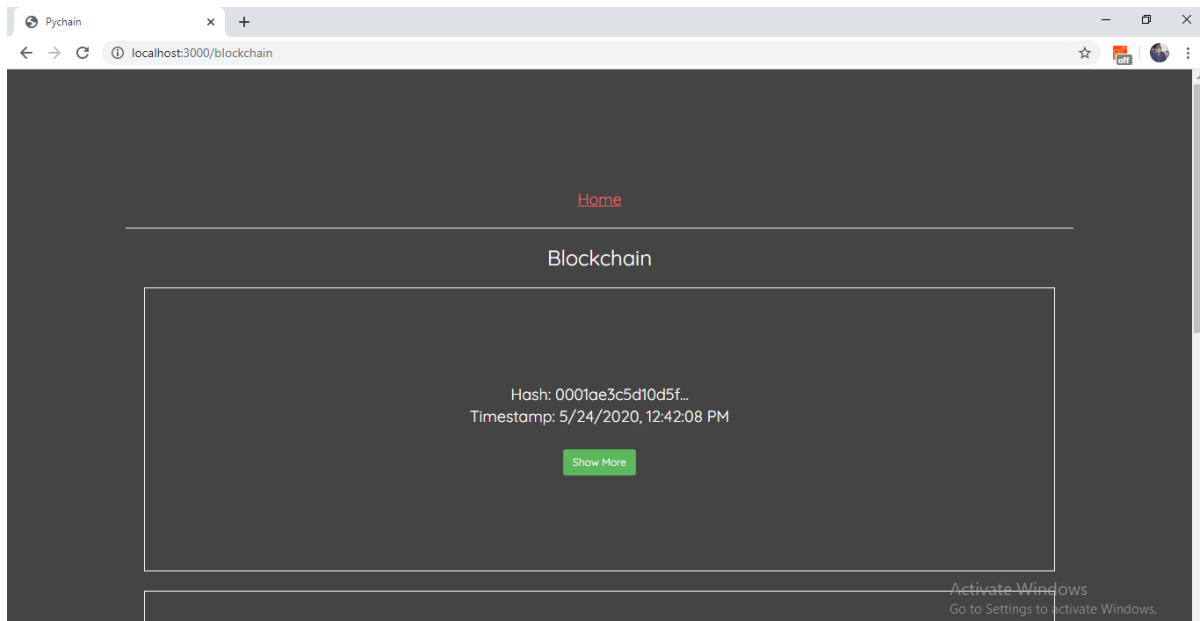 Pychain
localhost:3000/blockchain
off
Home
Blockchain
Hash: 0001ae3c5d10d5f...
Timestamp: 5/24/2020, 12:42:08 PM
Show More
Activate Windows
Go to Settings to activate Windows.